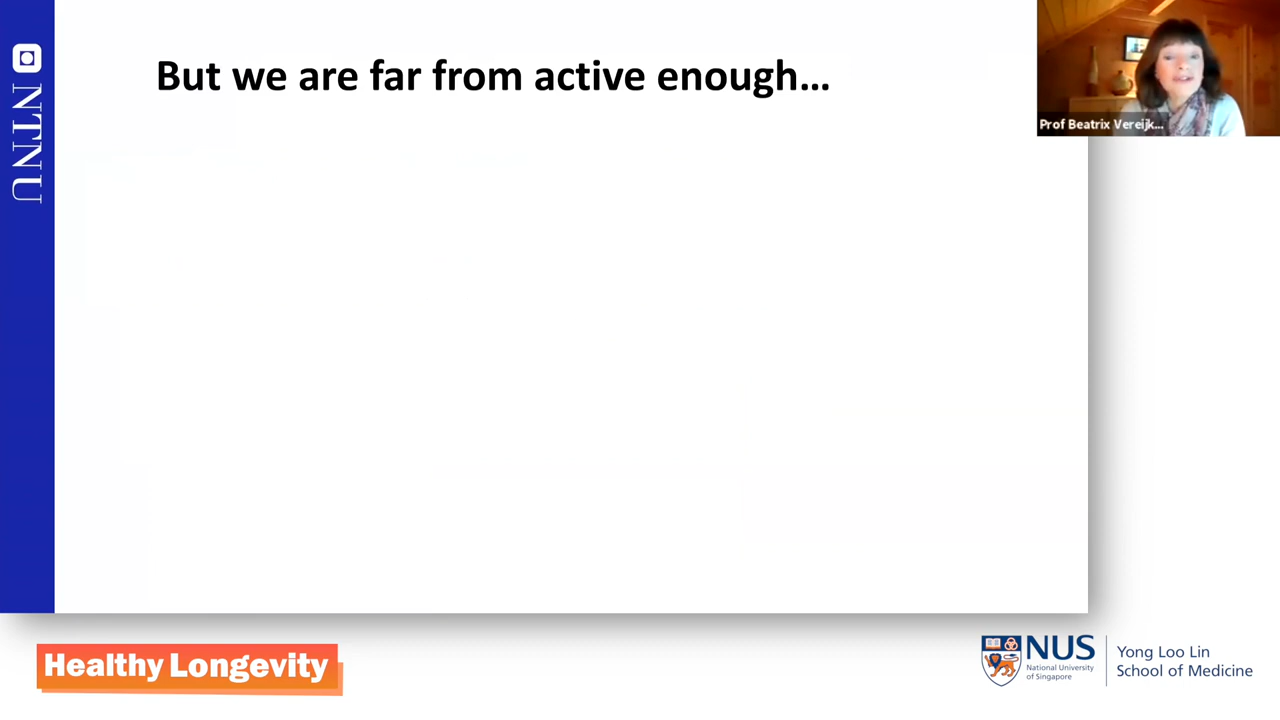 NTNU
But we are far from active enough...
Prof Beatrix Vereijk...
Healthy Longevity
NUS
National University
of Singapore
Yong Loo Lin
School of Medicine